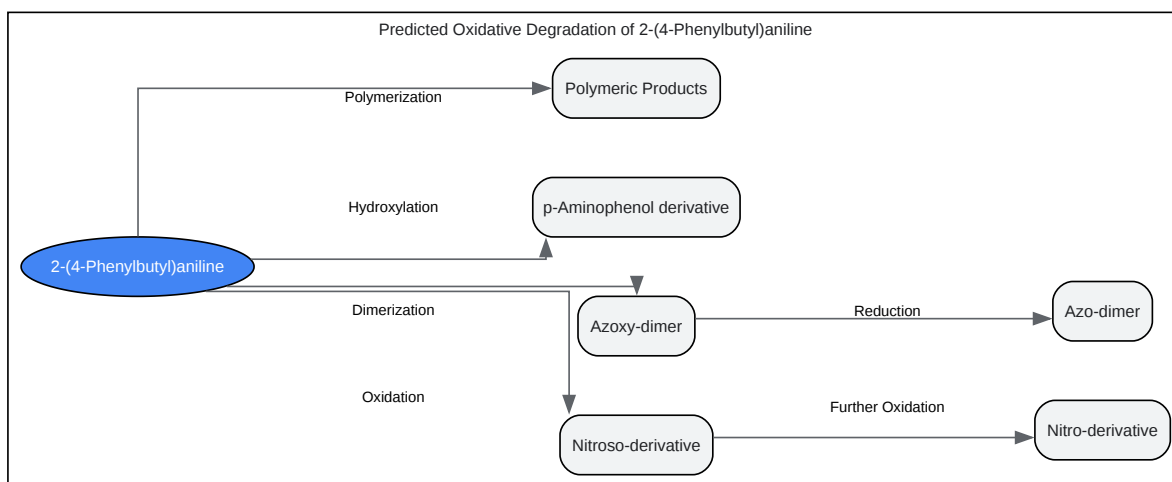 Predicted Oxidative Degradation of 2-(4-Phenylbutyl)aniline
Polymerization
Polymeric Products
Hydroxylation
p-Aminophenol derivative
2-(4-Phenylbutyl)aniline
Dimerization
Azoxy-dimer
Reduction
Azo-dimer
Oxidation
Nitroso-derivative
Further Oxidation
Nitro-derivative